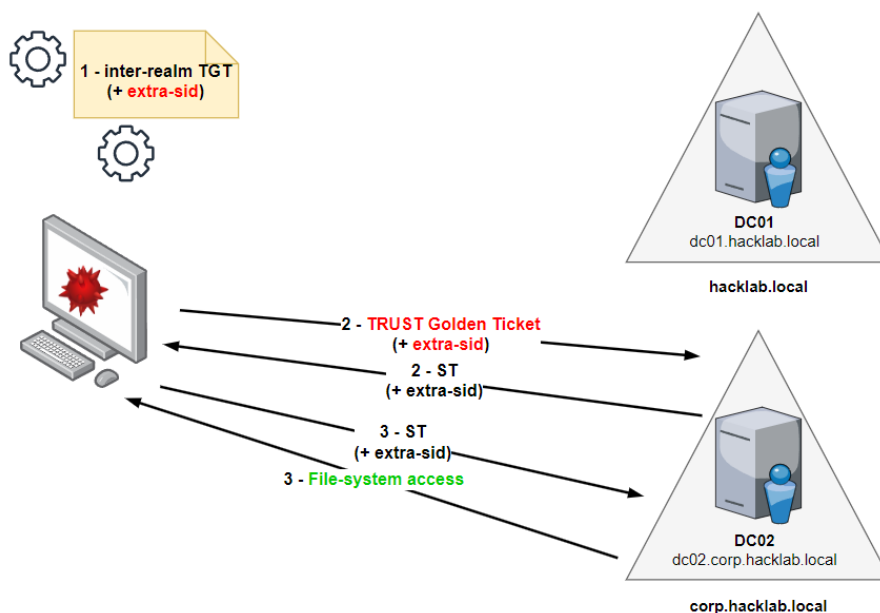 1 - inter-realm TGT
(+ extra-sid)
DC01
dc01.hacklab.local
hacklab.local
2 - TRUST Golden Ticket
(+ extra-sid)
2 - ST
(+ extra-sid)
3 - ST
(+ extra-sid)
3 - File-system access
DC02
dc02.corp.hacklab.local
corp.hacklab.local